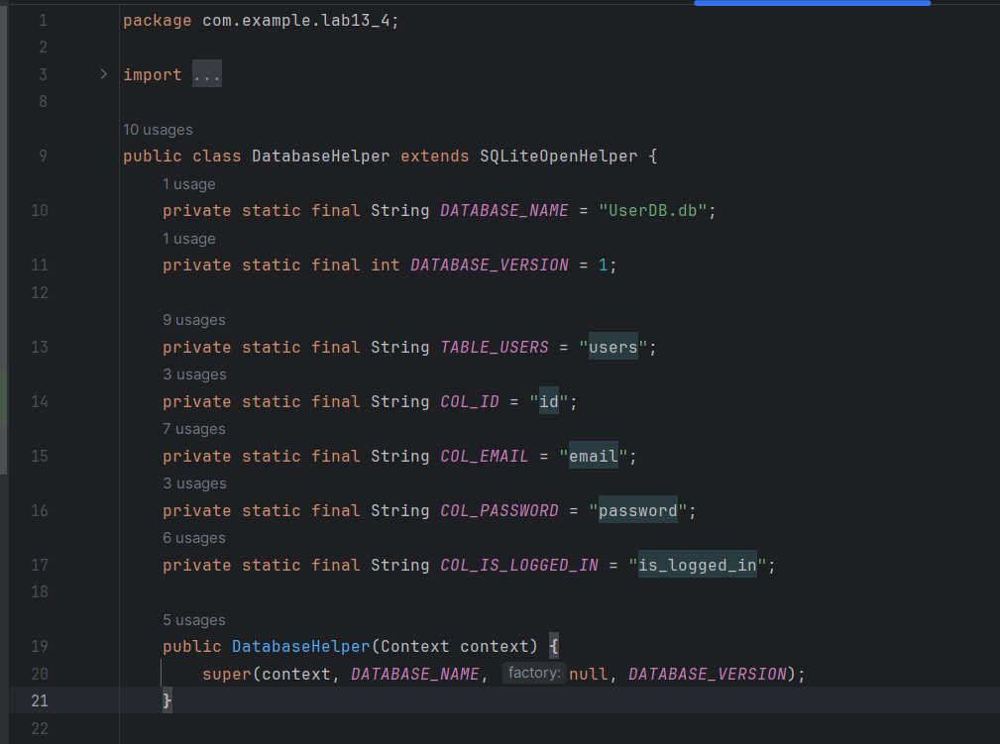 1 package com.example.lab13_4;
2
3 > import ...
8
10 usages
9 public class DatabaseHelper extends SQLiteOpenHelper {
1 usage
10 private static final String DATABASE_NAME = "UserDB.db";
1 usage
11 private static final int DATABASE_VERSION = 1;
12
9 usages
13 private static final String TABLE_USERS = "users";
3 usages
14 private static final String COL_ID = "id";
7 usages
15 private static final String COL_EMAIL = "email";
3 usages
16 private static final String COL_PASSWORD = "password";
6 usages
17 private static final String COL_IS_LOGGED_IN = "is_logged_in";
18
5 usages
19 public DatabaseHelper(Context context) {
20 super(context, DATABASE_NAME, factory: null, DATABASE_VERSION);
21 }
22